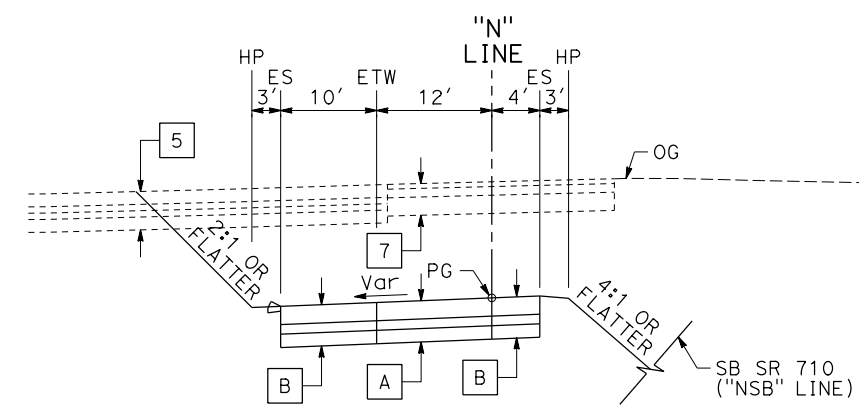 "N"
LINE
HP
ES
ETW
ES
HP
3'
10'
12'
4'
3'
5
OG
2:1 OR
FLATTER
7
PG
Var
4:1 OR
FLATTER
B
A
B
SB SR 710
("NSB" LINE)